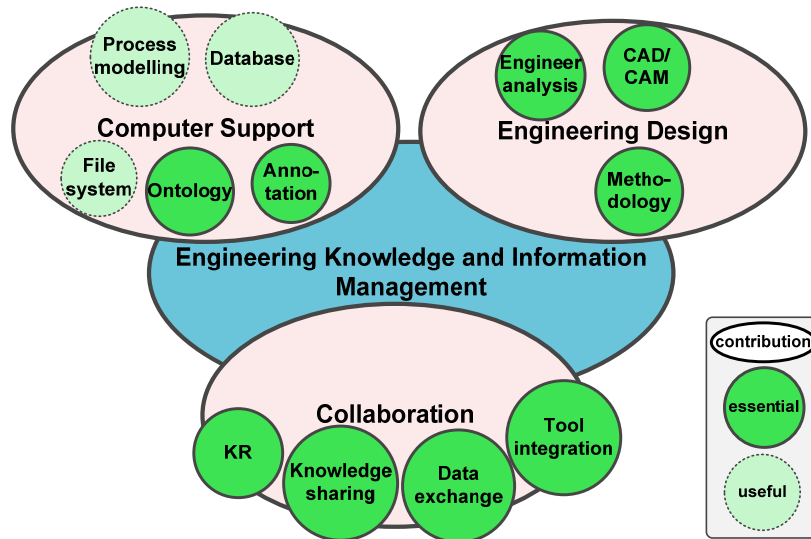 Process
modelling
Database
Computer Support
File
system
Ontology
Anno-
tation
Engineer
analysis
CAD/
CAM
Engineering Design
Metho-
dology
Engineering Knowledge and Information
Management
Collaboration
KR
Knowledge
sharing
Data
exchange
Tool
integration
contribution
essential
useful